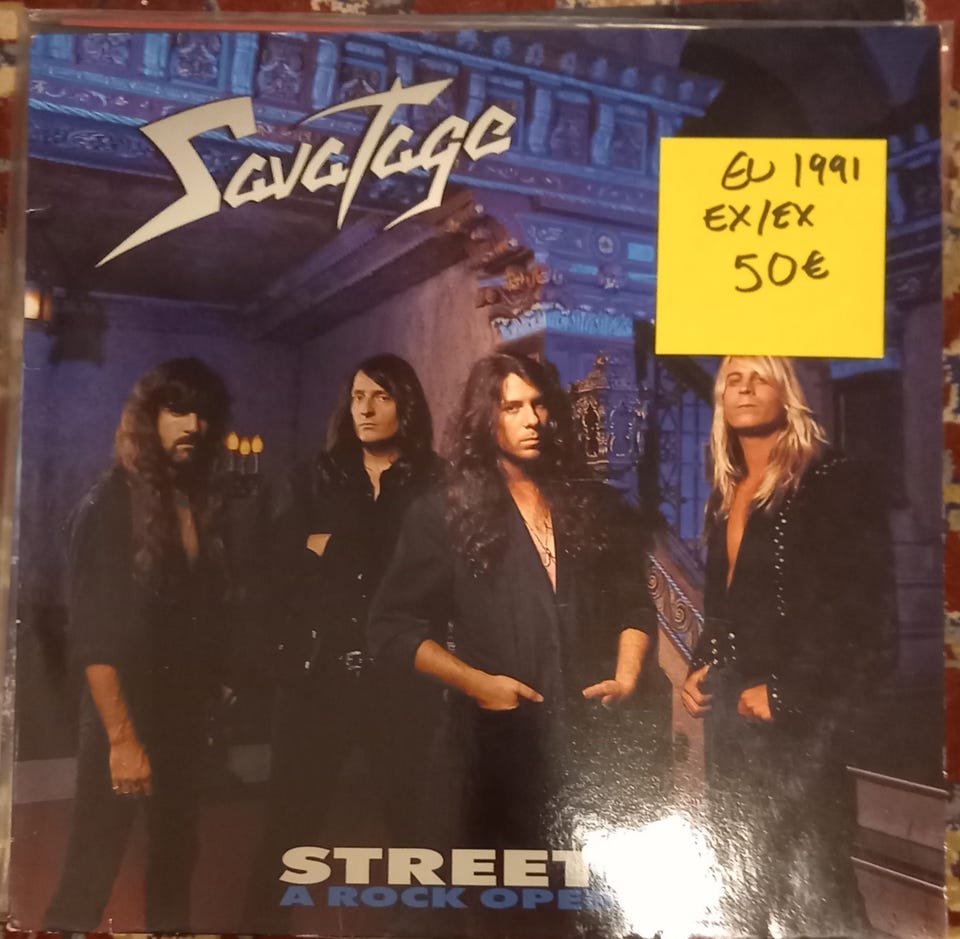 Savatage
EU 1991
EX/EX
50€
STREET
A ROCK OPE